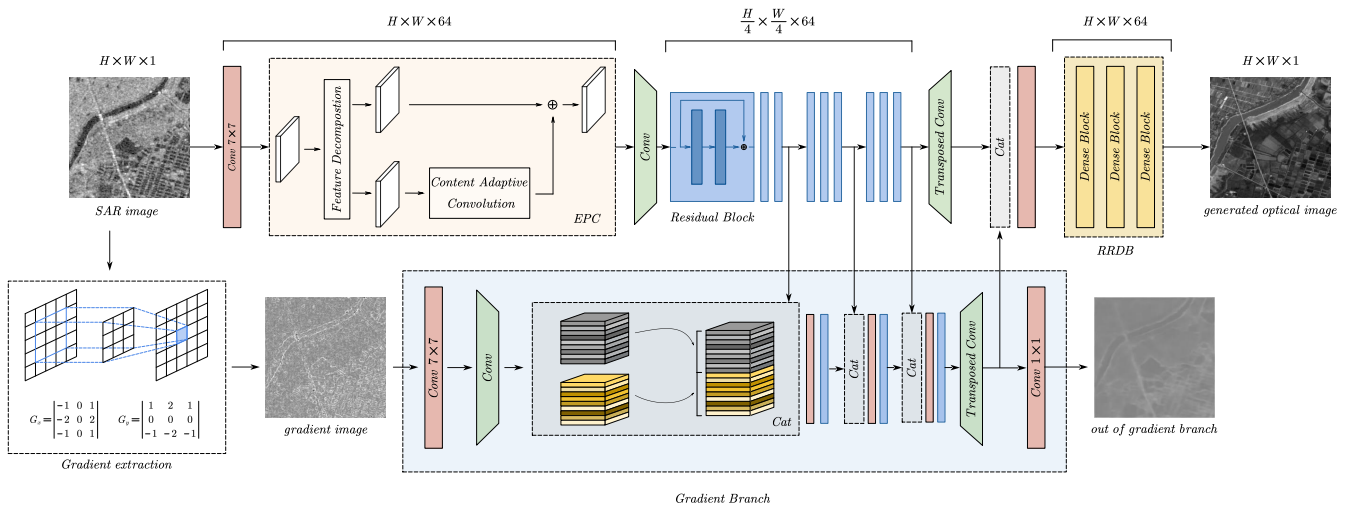 H×W×64
H/4 × W/4 ×64
H×W×64
H×W×1
H×W×1
Conv 7×7
Feature Decompostion
Content Adaptive
Convolution
EPC
Conv
Residual Block
Transposed Conv
Cat
Dense Block
Dense Block
Dense Block
RRDB
SAR image
generated optical image
Gₓ=|−1 0 1|
|−2 0 2|
|−1 0 1|
Gᵧ=|1 2 1|
|0 0 0|
|−1 −2 −1|
Gradient extraction
gradient image
Conv 7×7
Conv
Cat
Cat
Cat
Transposed Conv
Conv 1×1
out of gradient branch
Gradient Branch